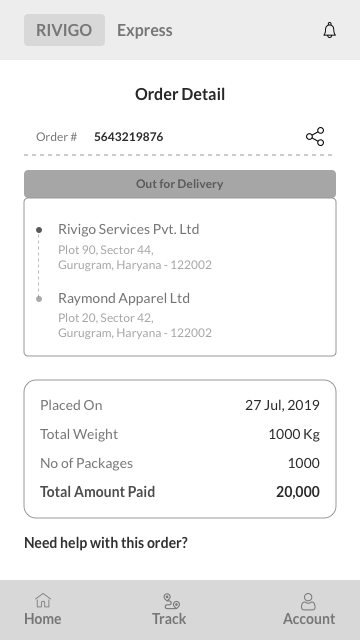 RIVIGO Express
Order Detail
Order # 5643219876
Out for Delivery
Rivigo Services Pvt. Ltd
Plot 90, Sector 44,
Gurugram, Haryana - 122002
Raymond Apparel Ltd
Plot 20, Sector 42,
Gurugram, Haryana - 122002
Placed On 27 Jul, 2019
Total Weight 1000 Kg
No of Packages 1000
Total Amount Paid 20,000
Need help with this order?
Home Track Account